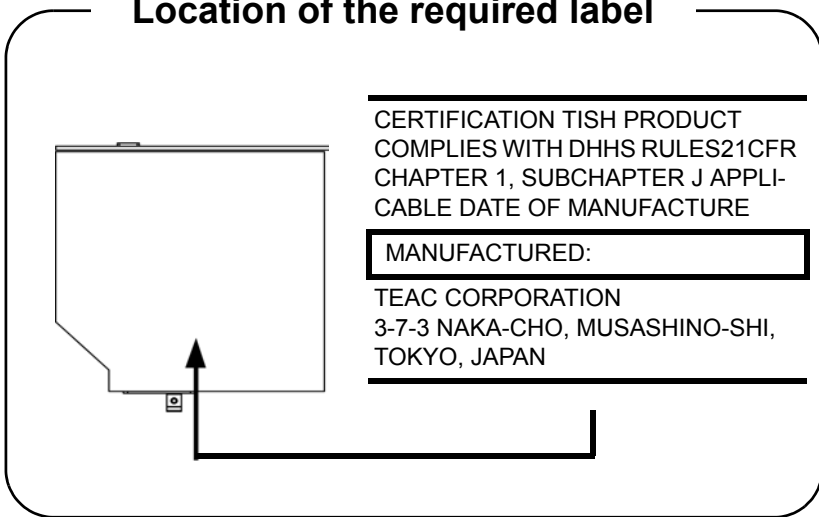 Location of the required label
CERTIFICATION TISH PRODUCT
COMPLIES WITH DHHS RULES21CFR
CHAPTER 1, SUBCHAPTER J APPLI-
CABLE DATE OF MANUFACTURE
MANUFACTURED:
TEAC CORPORATION
3-7-3 NAKA-CHO, MUSASHINO-SHI,
TOKYO, JAPAN